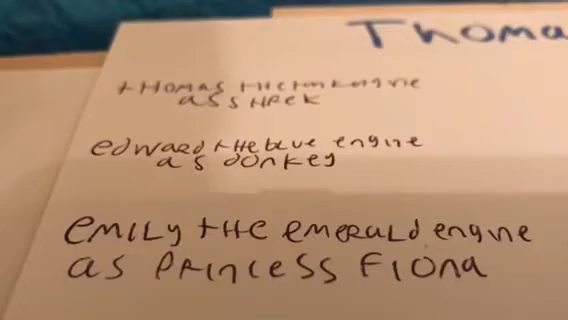 Thoma
tHOMAS tHe tank engine
as SHREK
edward tHe blue engine
as donkey
eMILy tHe emerald engine
as Princess Fiona